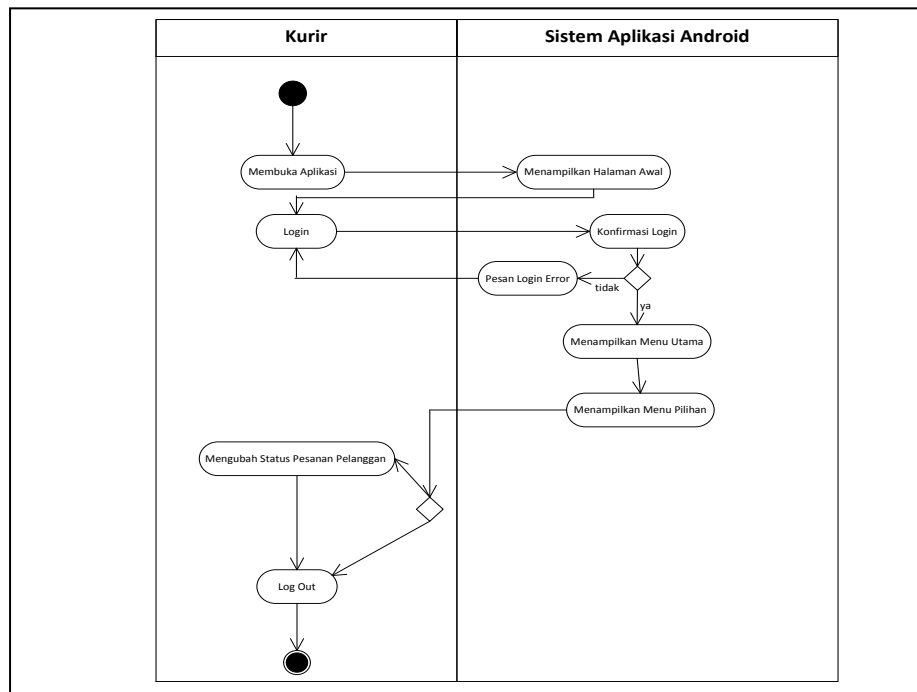 Kurir
Sistem Aplikasi Android
Membuka Aplikasi
Menampilkan Halaman Awal
Login
Konfirmasi Login
Pesan Login Error
tidak
ya
Menampilkan Menu Utama
Menampilkan Menu Pilihan
Mengubah Status Pesanan Pelanggan
Log Out